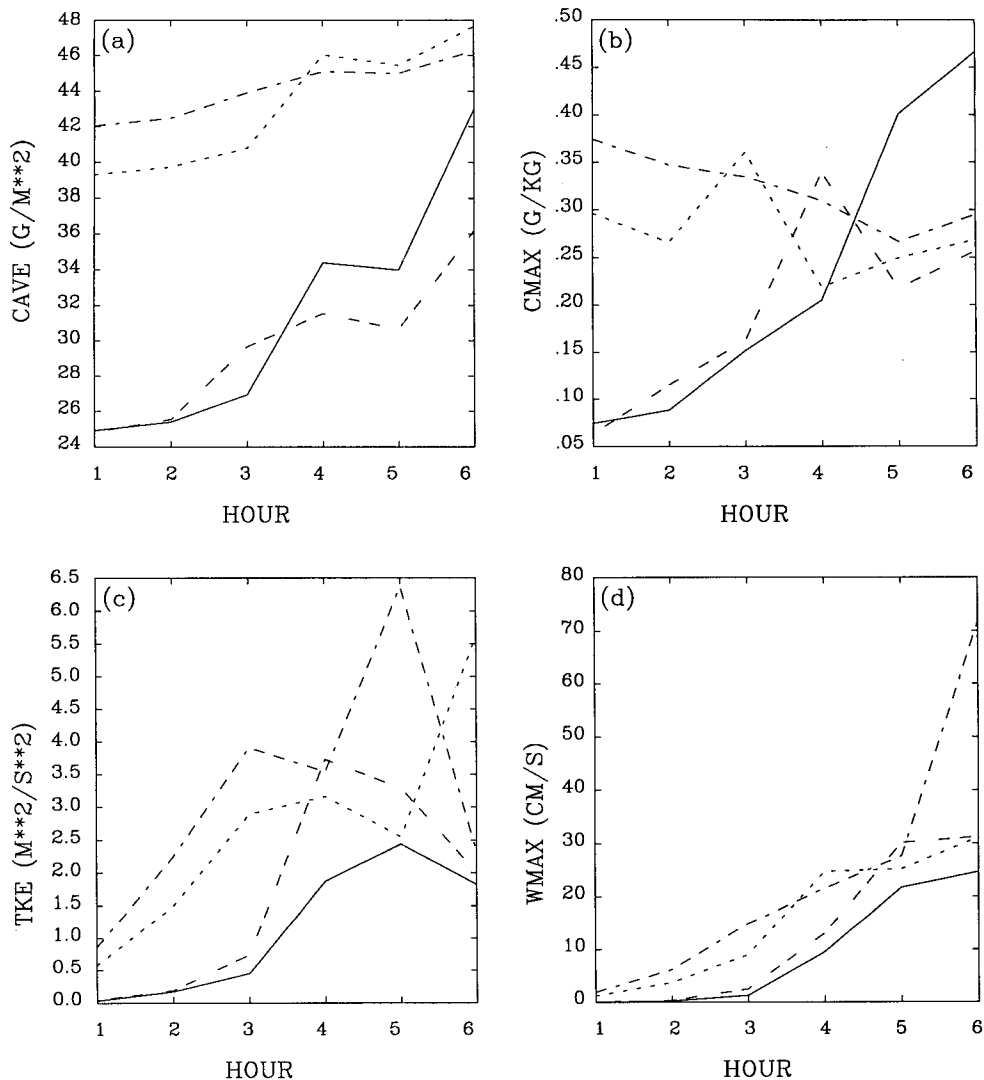 (a)
CAVE (G/M**2)
48
46
44
42
40
38
36
34
32
30
28
26
24
1 2 3 4 5 6
HOUR
(b)
CMAX (G/KG)
.50
.45
.40
.35
.30
.25
.20
.15
.10
.05
1 2 3 4 5 6
HOUR
(c)
TKE (M**2/S**2)
6.5
6.0
5.5
5.0
4.5
4.0
3.5
3.0
2.5
2.0
1.5
1.0
0.5
0.0
1 2 3 4 5 6
HOUR
(d)
WMAX (CM/S)
80
70
60
50
40
30
20
10
0
1 2 3 4 5 6
HOUR